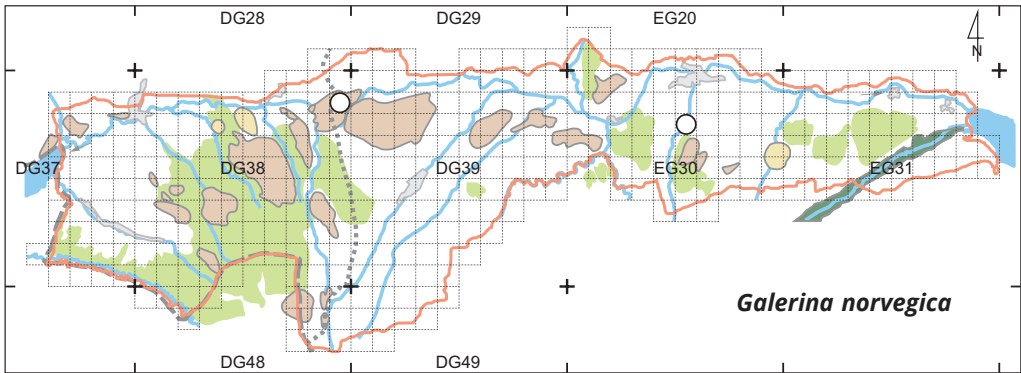 DG28 DG29 EG20
N
DG37 DG38 DG39 EG30 EG31
Galerina norvegica
DG48 DG49